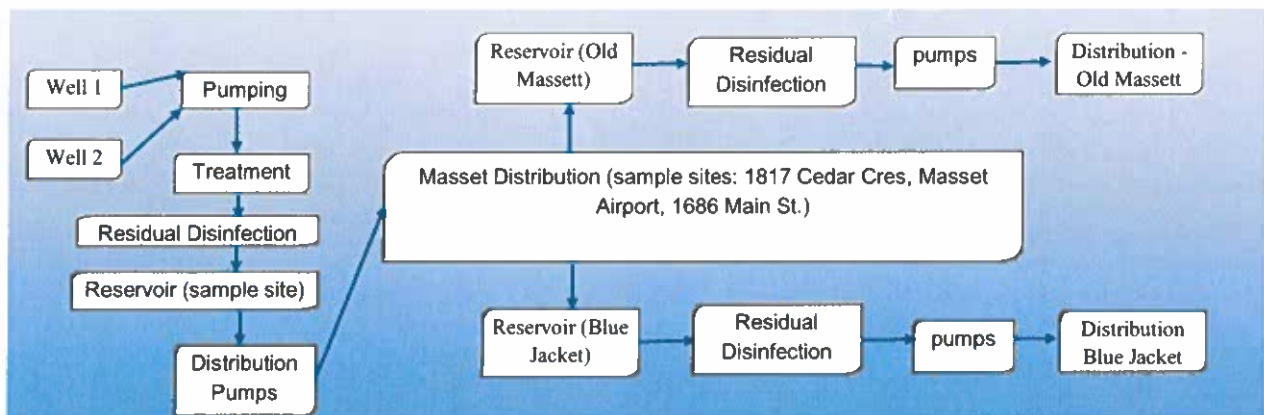 Well 1
Well 2
Pumping
Treatment
Residual Disinfection
Reservoir (sample site)
Distribution
Pumps
Masset Distribution (sample sites: 1817 Cedar Cres, Masset
Airport, 1686 Main St.)
Reservoir (Old
Massett)
Residual
Disinfection
pumps
Distribution -
Old Massett
Reservoir (Blue
Jacket)
Residual
Disinfection
pumps
Distribution
Blue Jacket